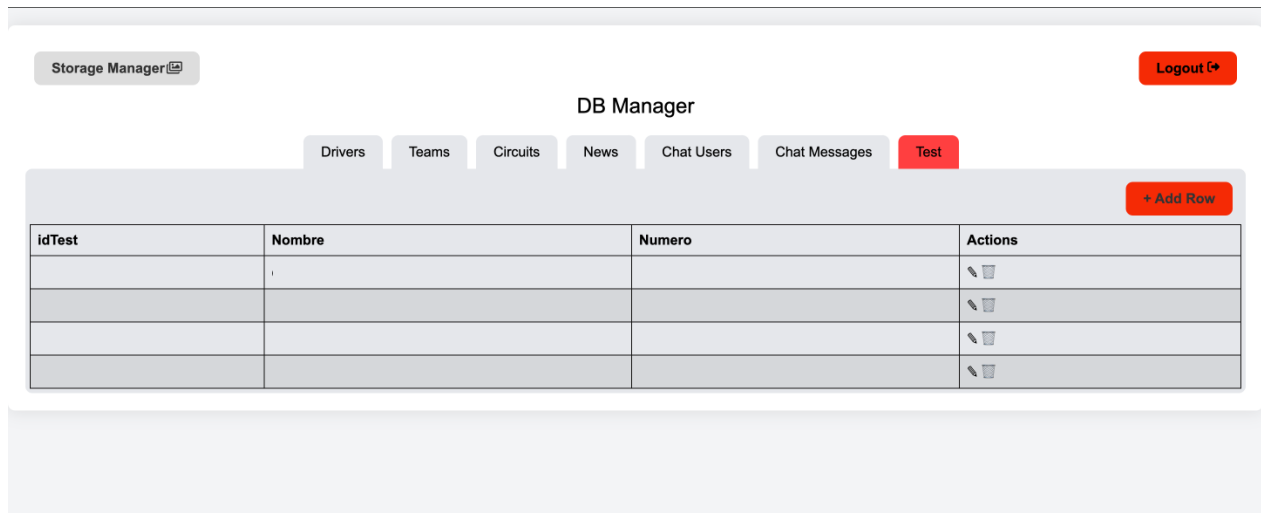 Storage Manager
Logout
DB Manager
Drivers Teams Circuits News Chat Users Chat Messages Test
+ Add Row
idTest Nombre Numero Actions